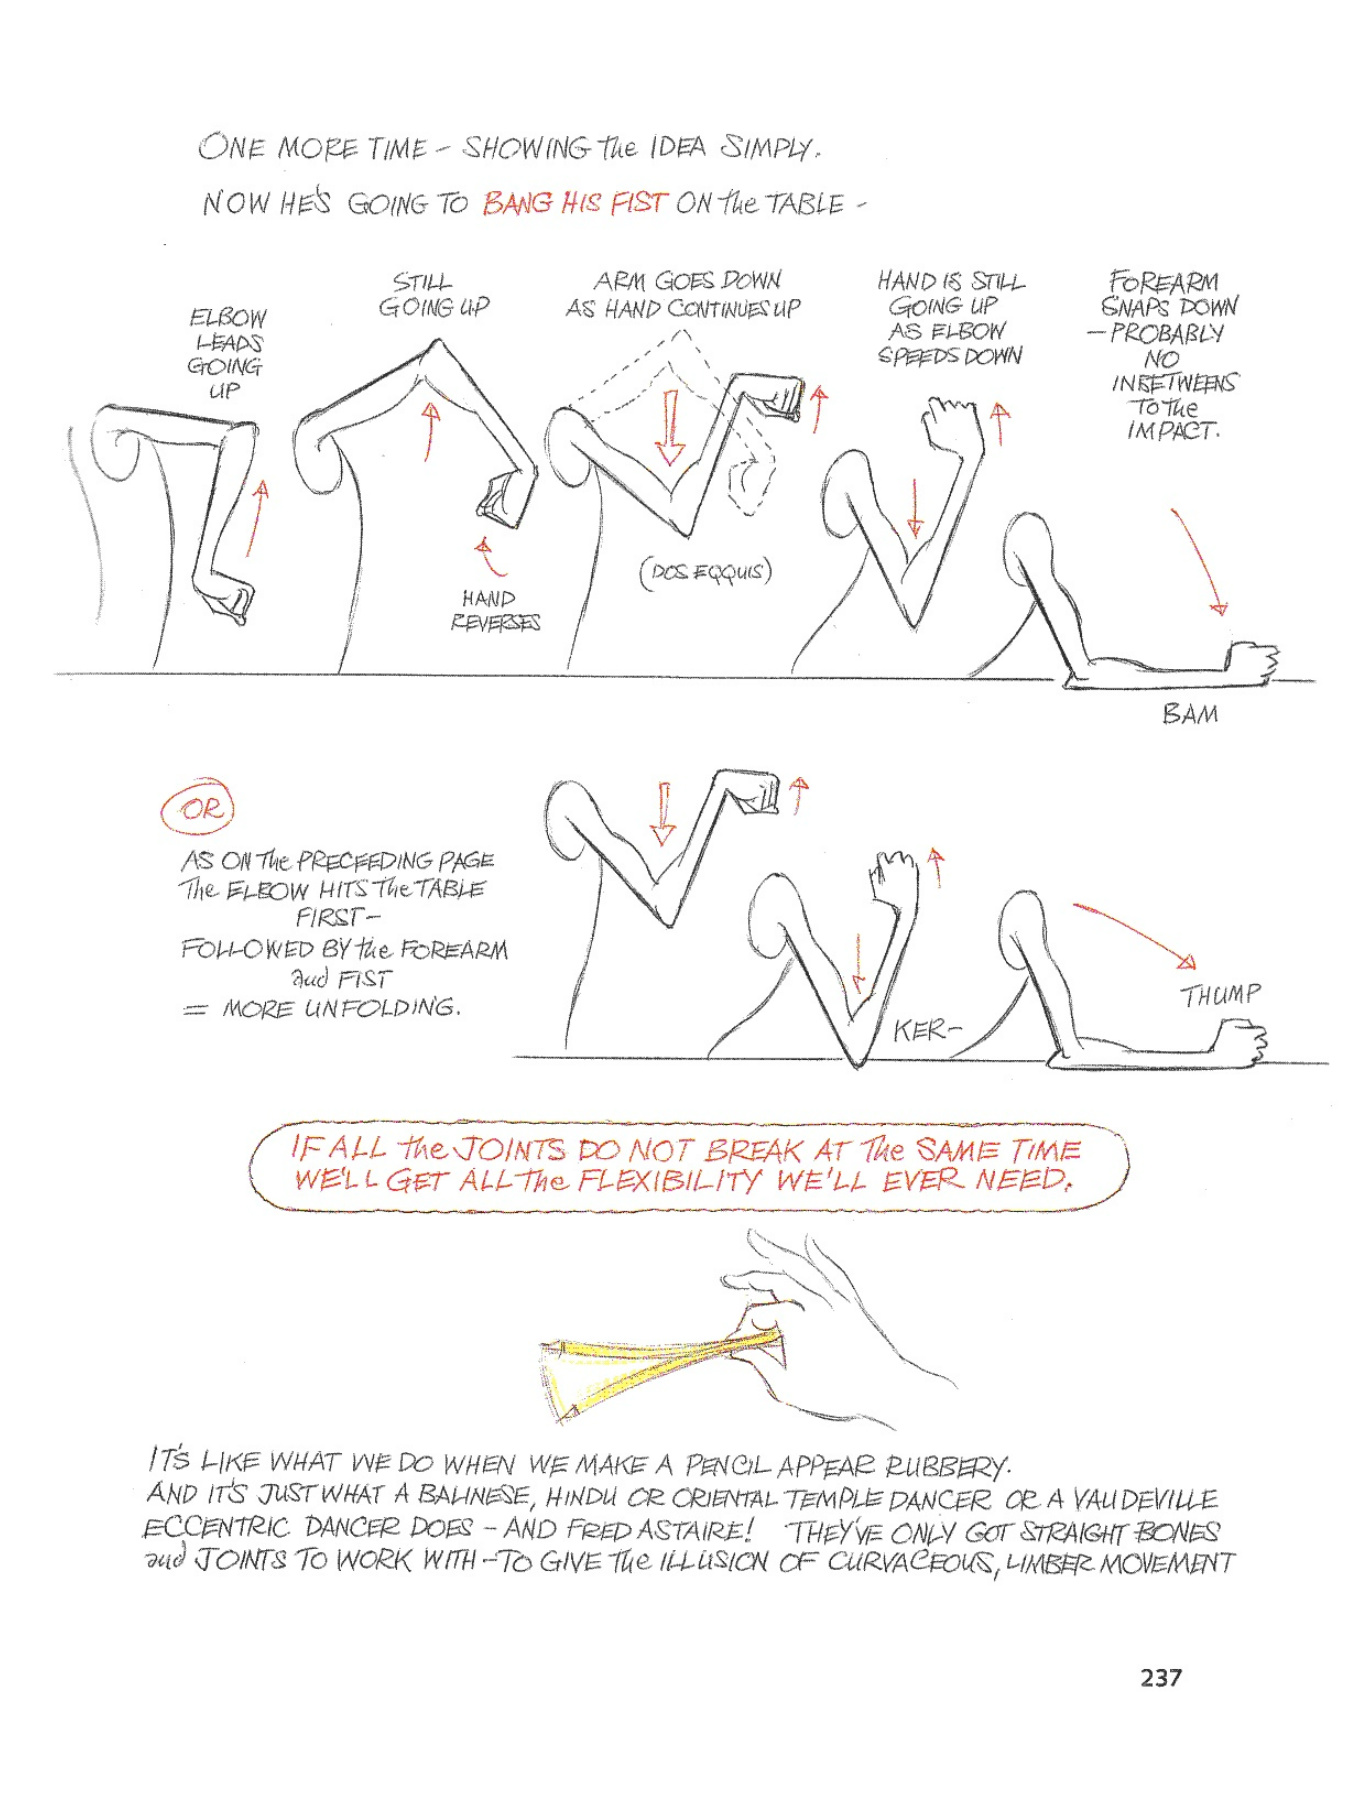 ONE MORE TIME – SHOWING the IDEA SIMPLY.
NOW HE'S GOING TO BANG HIS FIST ON the TABLE –
ELBOW
LEADS
GOING
UP
STILL
GOING UP
ARM GOES DOWN
AS HAND CONTINUES UP
HAND IS STILL
GOING UP
AS ELBOW
SPEEDS DOWN
FOREARM
SNAPS DOWN
– PROBABLY
NO
INBETWEENS
TO the
IMPACT.
HAND
REVERSES
(DOS EQQUIS)
BAM
OR
AS ON the PRECEEDING PAGE
The ELBOW HITS the TABLE
FIRST –
FOLLOWED BY the FOREARM
and FIST
= MORE UNFOLDING.
KER–
THUMP
IF ALL the JOINTS DO NOT BREAK AT the SAME TIME
WE'LL GET ALL the FLEXIBILITY WE'LL EVER NEED.
IT'S LIKE WHAT WE DO WHEN WE MAKE A PENCIL APPEAR RUBBERY.
AND IT'S JUST WHAT A BALINESE, HINDU OR ORIENTAL TEMPLE DANCER OR A VAUDEVILLE
ECCENTRIC DANCER DOES – AND FRED ASTAIRE! THEY'VE ONLY GOT STRAIGHT BONES
and JOINTS TO WORK WITH – TO GIVE the ILLUSION OF CURVACEOUS, LIMBER MOVEMENT
237